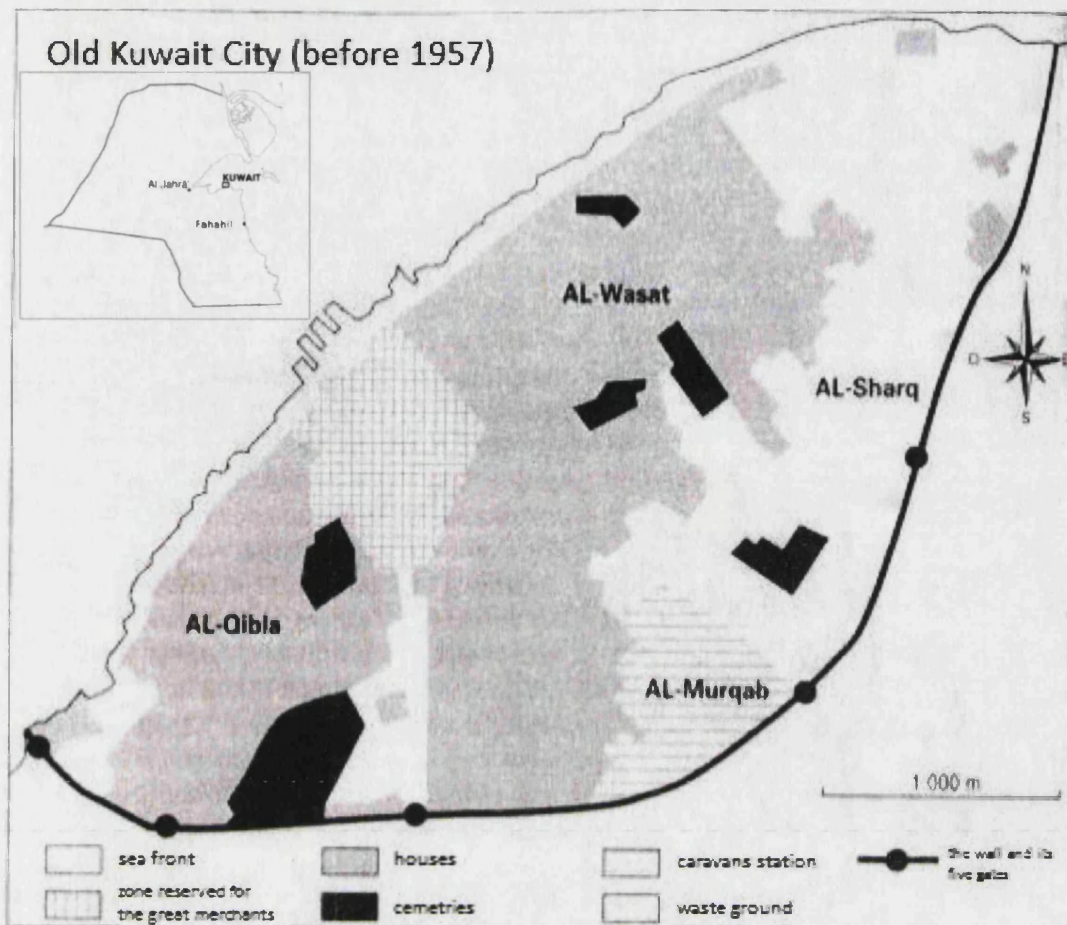 Old Kuwait City (before 1957)
KUWAIT
Al Jahra'
Fahahil
AL-Wasat
N
O
E
S
AL-Sharq
AL-Qibla
AL-Murqab
1 000 m
sea front
houses
caravans station
the wall and its
five gates
zone reserved for
the great merchants
cemetries
waste ground